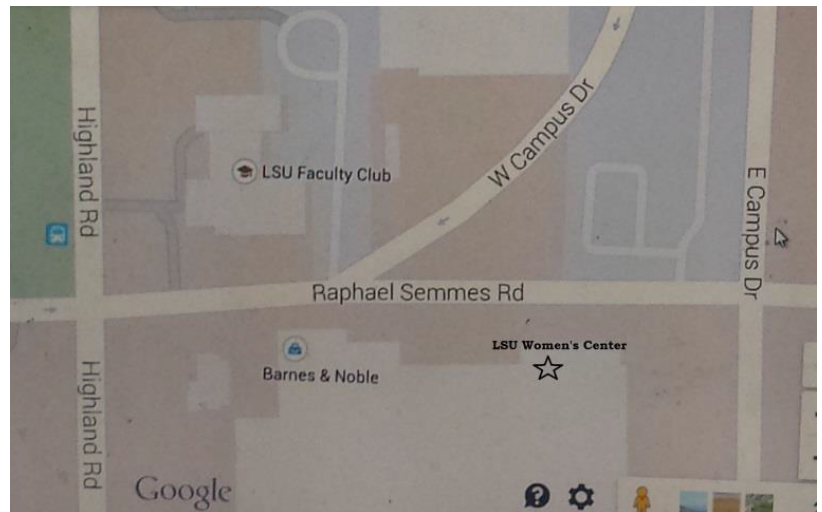 W Campus Dr
Highland Rd
LSU Faculty Club
E Campus Dr
Raphael Semmes Rd
LSU Women's Center
Barnes & Noble
Highland Rd
Google
?